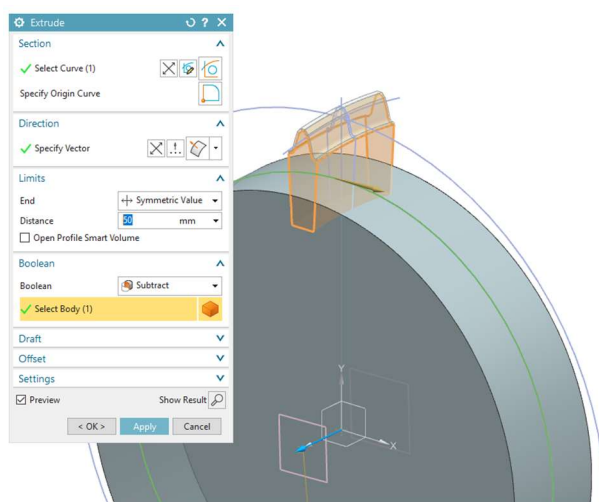 Extrude
Section
Select Curve (1)
Specify Origin Curve
Direction
Specify Vector
Limits
End Symmetric Value
Distance 50 mm
Open Profile Smart Volume
Boolean
Boolean Subtract
Select Body (1)
Draft
Offset
Settings
Preview Show Result
< OK > Apply Cancel
Y
X